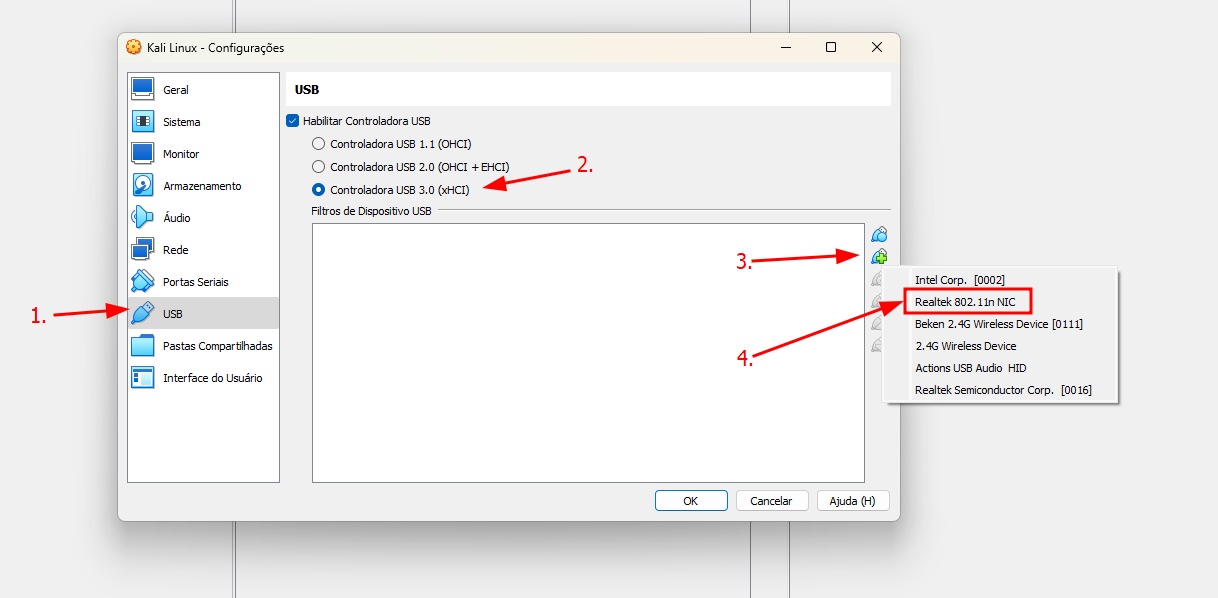 Kali Linux - Configurações
Geral
Sistema
Monitor
Armazenamento
Áudio
Rede
Portas Seriais
USB
Pastas Compartilhadas
Interface do Usuário
1.
USB
Habilitar Controladora USB
Controladora USB 1.1 (OHCI)
Controladora USB 2.0 (OHCI + EHCI)
2.
Controladora USB 3.0 (xHCI)
Filtros de Dispositivo USB
3.
4.
Intel Corp. [0002]
Realtek 802.11n NIC
Beken 2.4G Wireless Device [0111]
2.4G Wireless Device
Actions USB Audio HID
Realtek Semiconductor Corp. [0016]
OK
Cancelar
Ajuda (H)